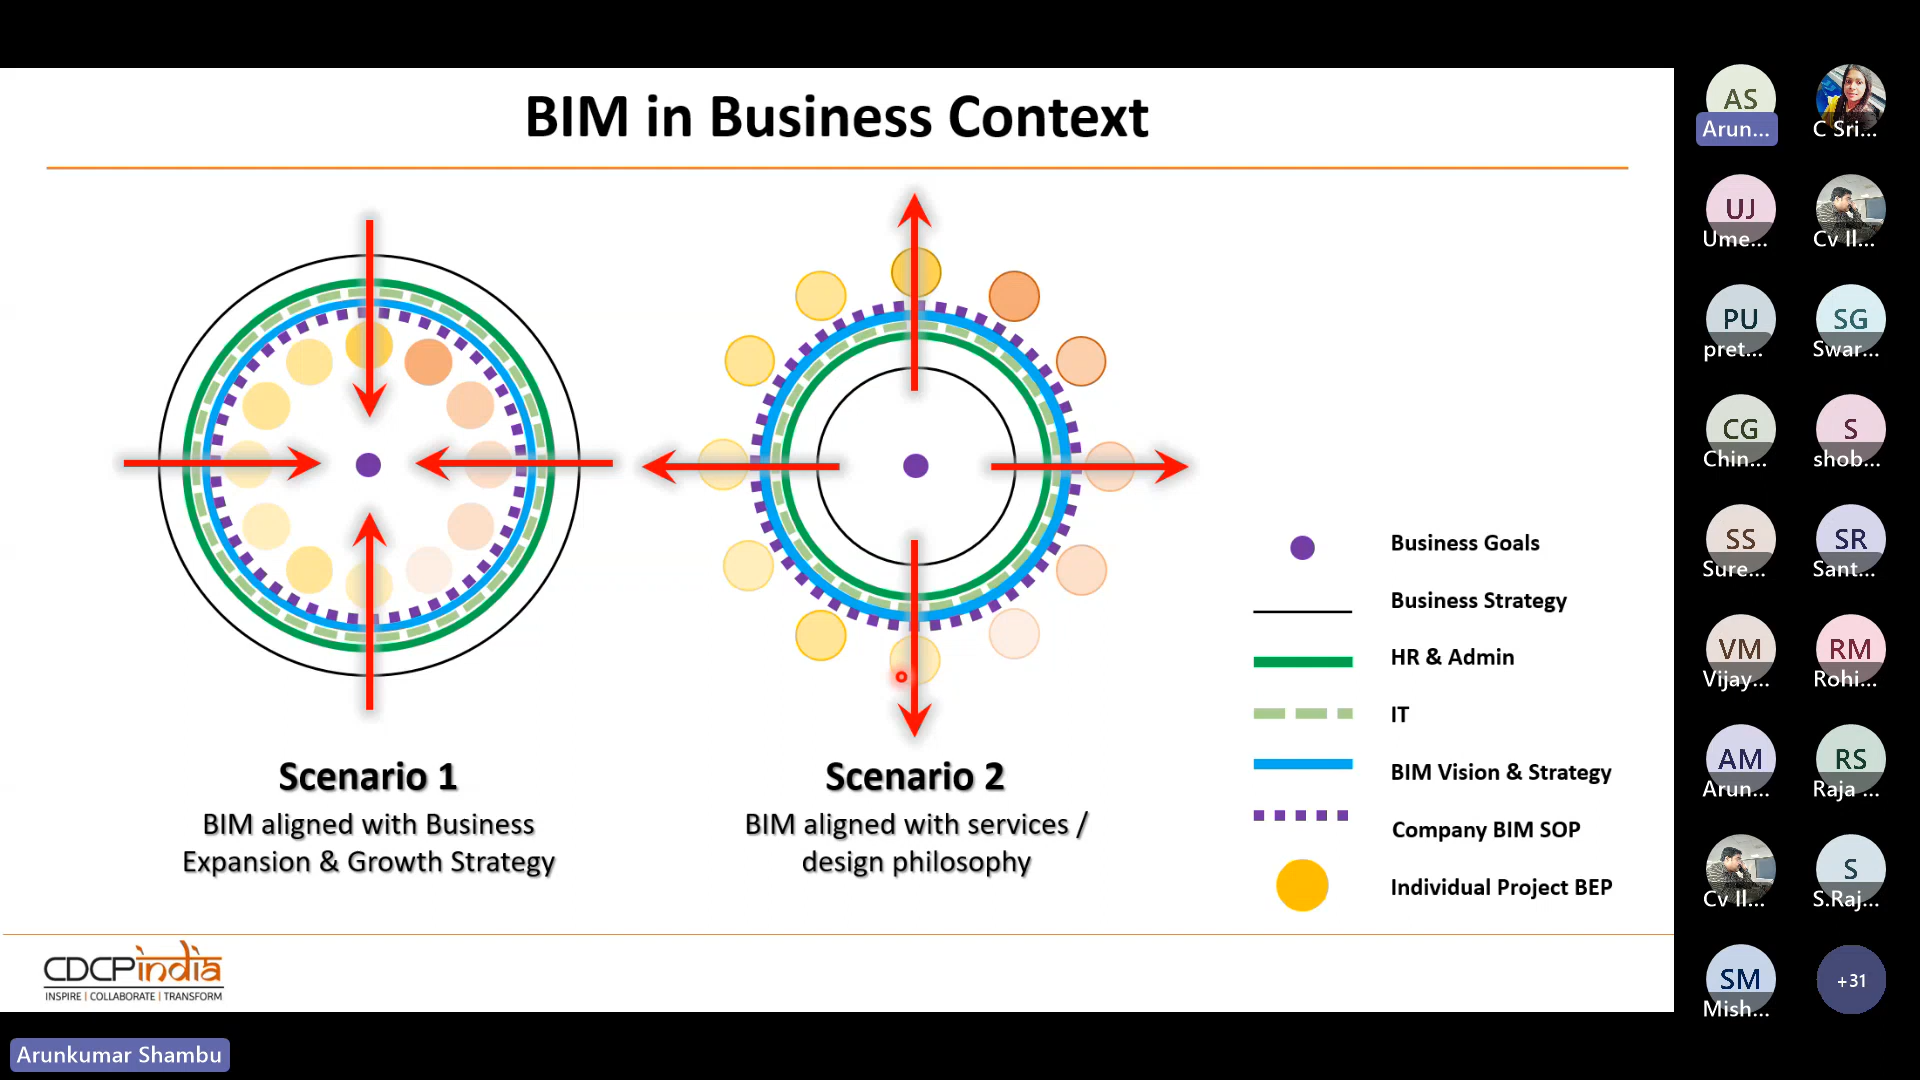 BIM in Business Context
Scenario 1
BIM aligned with Business
Expansion & Growth Strategy
Scenario 2
BIM aligned with services /
design philosophy
Business Goals
Business Strategy
HR & Admin
IT
BIM Vision & Strategy
Company BIM SOP
Individual Project BEP
CDCPindia
INSPIRE | COLLABORATE | TRANSFORM
Arunkumar Shambu
AS
Arun...
C Sri...
UJ
Ume...
Cv Il...
PU
pret...
SG
Swar...
CG
Chin...
S
shob...
SS
Sure...
SR
Sant...
VM
Vijay...
RM
Rohi...
AM
Arun...
RS
Raja ...
Cv Il...
S
S.Raj...
SM
Mish...
+31